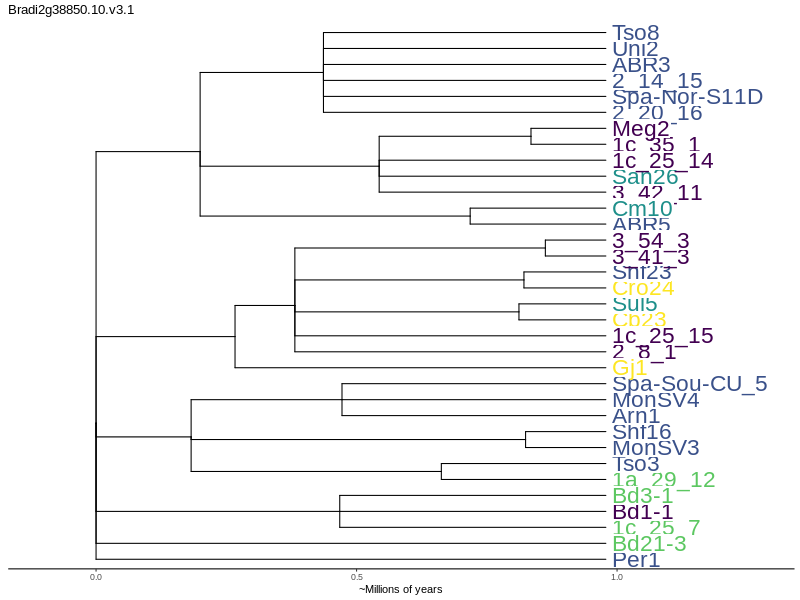 Bradi2g38850.10.v3.1
Tso8
Uni2
ABR3
2_14_15
Spa-Nor-S11D
2_20_16
Meg2
1c_35_1
1c_25_14
San26
3_42_11
Cm10
ABR5
3_54_3
3_41_3
Shf23
Cro24
Sul5
Cb23
1c_25_15
2_8_1
Gj1
Spa-Sou-CU_5
MonSV4
Arn1
Shf16
MonSV3
Tso3
1a_29_12
Bd3-1
Bd1-1
1c_25_7
Bd21-3
Per1
0.0 0.5 1.0
~Millions of years